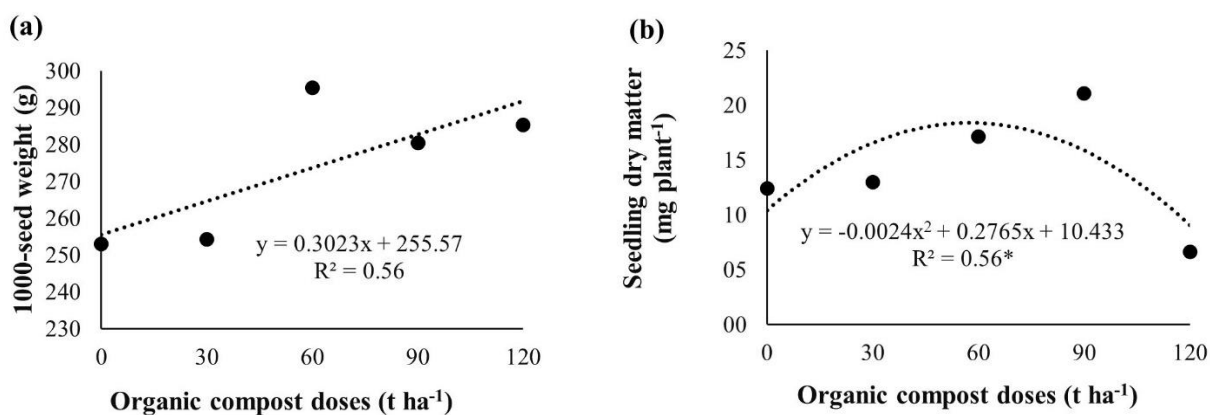 (a)
1000-seed weight (g)
300
290
280
270
260
250
240
230
y = 0.3023x + 255.57
R² = 0.56
0 30 60 90 120
Organic compost doses (t ha⁻¹)
(b)
Seedling dry matter
(mg plant⁻¹)
25
20
15
10
05
00
y = -0.0024x² + 0.2765x + 10.433
R² = 0.56*
0 30 60 90 120
Organic compost doses (t ha⁻¹)